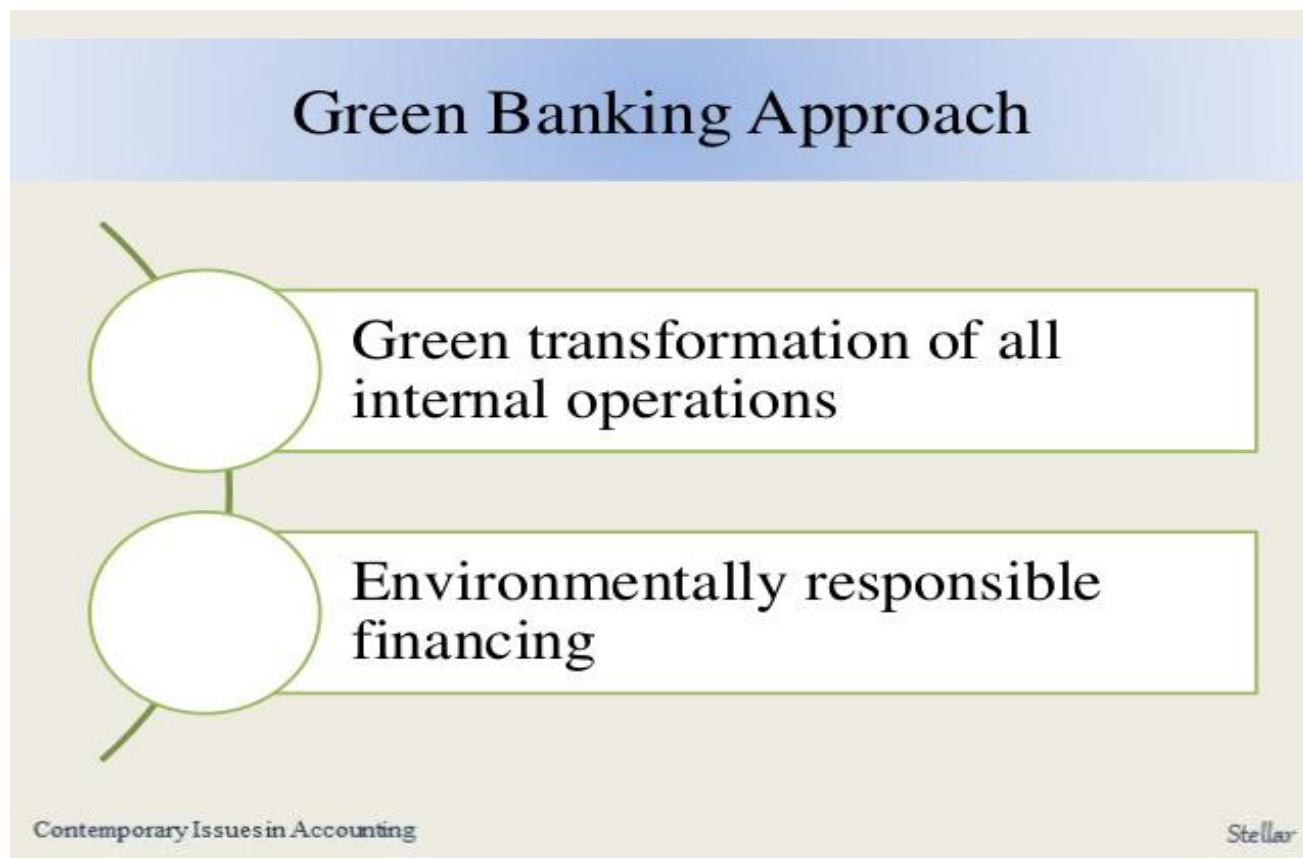 Green Banking Approach
Green transformation of all
internal operations
Environmentally responsible
financing
Contemporary Issues in Accounting
Stellar